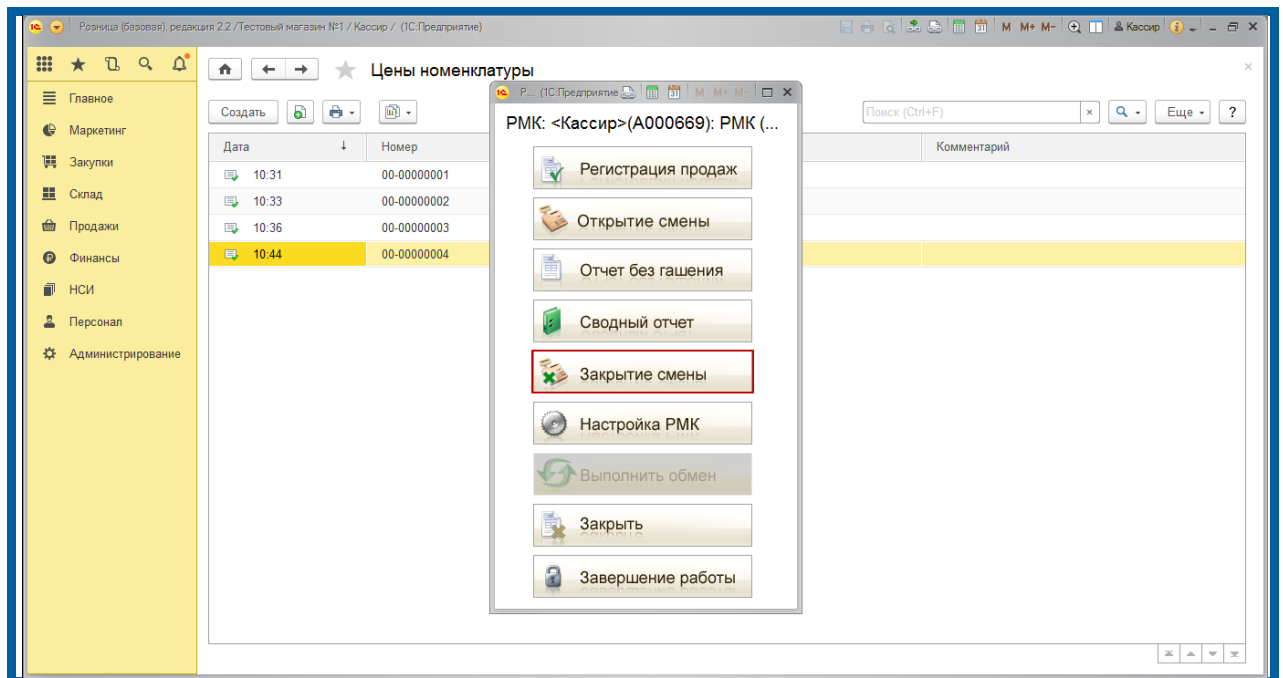 Розница (базовая), редакция 2.2 /Тестовый магазин №1 / Кассир / (1С:Предприятие)
M M+ M- Кассир
Цены номенклатуры
Главное
Маркетинг
Закупки
Склад
Продажи
Финансы
НСИ
Персонал
Администрирование
Создать
Поиск (Ctrl+F)
×
Еще
?
Дата ↓ Номер Комментарий
10:31 00-00000001
10:33 00-00000002
10:36 00-00000003
10:44 00-00000004
Р... (1С:Предприятие M M+ M-
РМК: <Кассир>(А000669): РМК (...
Регистрация продаж
Открытие смены
Отчет без гашения
Сводный отчет
Закрытие смены
Настройка РМК
Выполнить обмен
Закрыть
Завершение работы